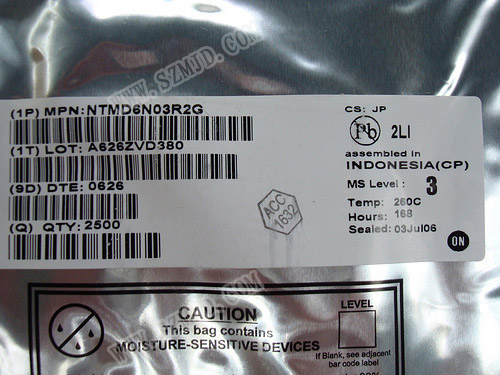 WWW.SZMJD.COM
(1P) MPN:NTMD6N03R2G
CS: JP
Pb 2LI
(1T) LOT: A626ZVD380
assembled in
INDONESIA(CP)
(9D) DTE: 0626
MS Level: 3
ACC
1632
Temp: 260C
Hours: 168
(Q) QTY: 2500
Sealed: 03Jul06
ON
CAUTION
This bag contains
MOISTURE-SENSITIVE DEVICES
LEVEL
If Blank, see adjacent
bar code label